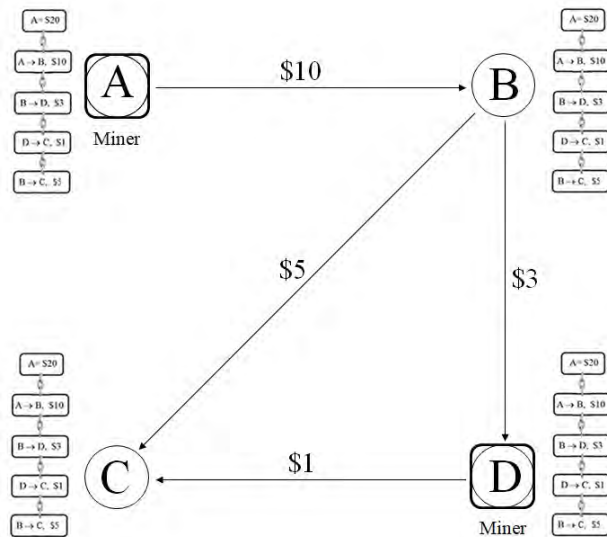 A= $20
A → B, $10
B → D, $3
D → C, $1
B → C, $5
A
Miner
$10
B
A= $20
A → B, $10
B → D, $3
D → C, $1
B → C, $5
$5
$3
A= $20
A → B, $10
B → D, $3
D → C, $1
B → C, $5
C
$1
D
Miner
A= $20
A → B, $10
B → D, $3
D → C, $1
B → C, $5